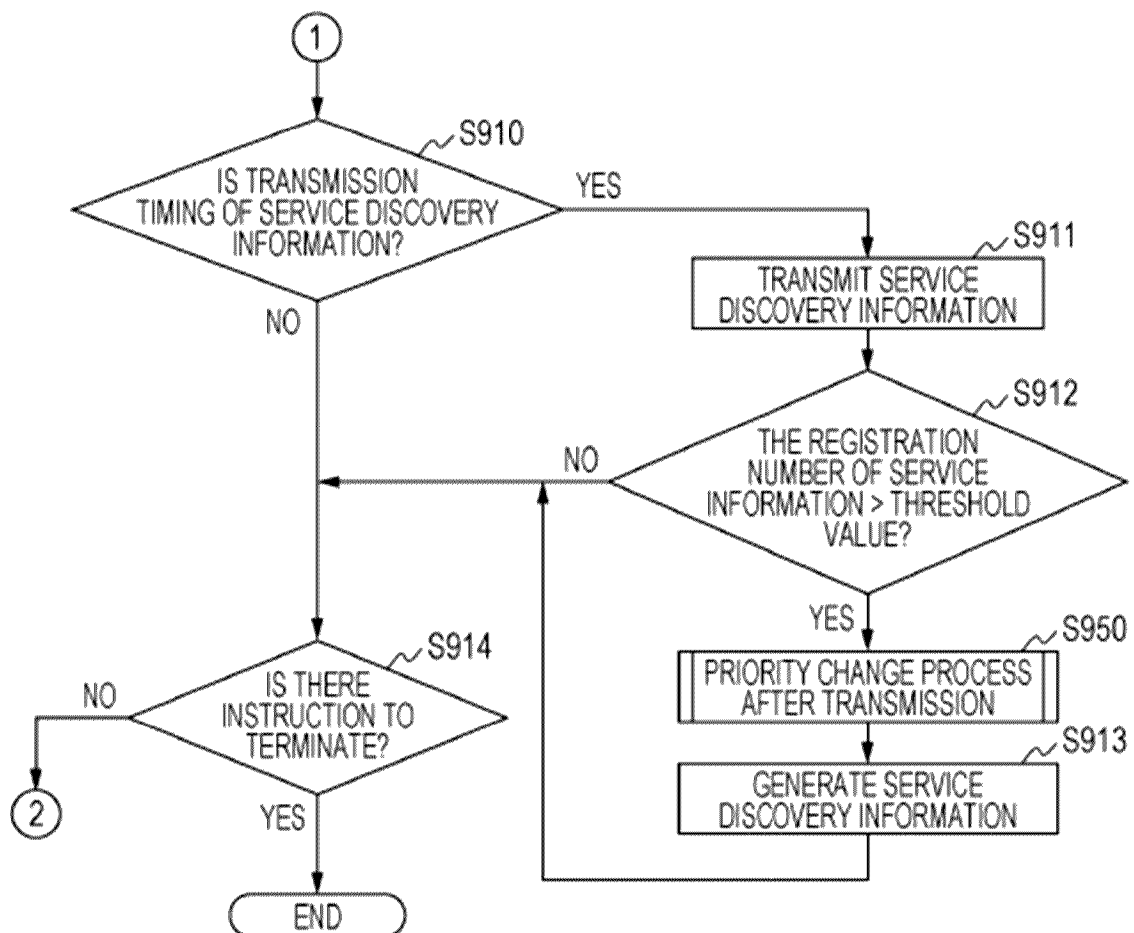 1
S910
IS TRANSMISSION
TIMING OF SERVICE DISCOVERY
INFORMATION?
YES
NO
S911
TRANSMIT SERVICE
DISCOVERY INFORMATION
S912
THE REGISTRATION
NUMBER OF SERVICE
INFORMATION > THRESHOLD
VALUE?
NO
YES
S950
PRIORITY CHANGE PROCESS
AFTER TRANSMISSION
S913
GENERATE SERVICE
DISCOVERY INFORMATION
S914
IS THERE
INSTRUCTION TO
TERMINATE?
NO
2
YES
END